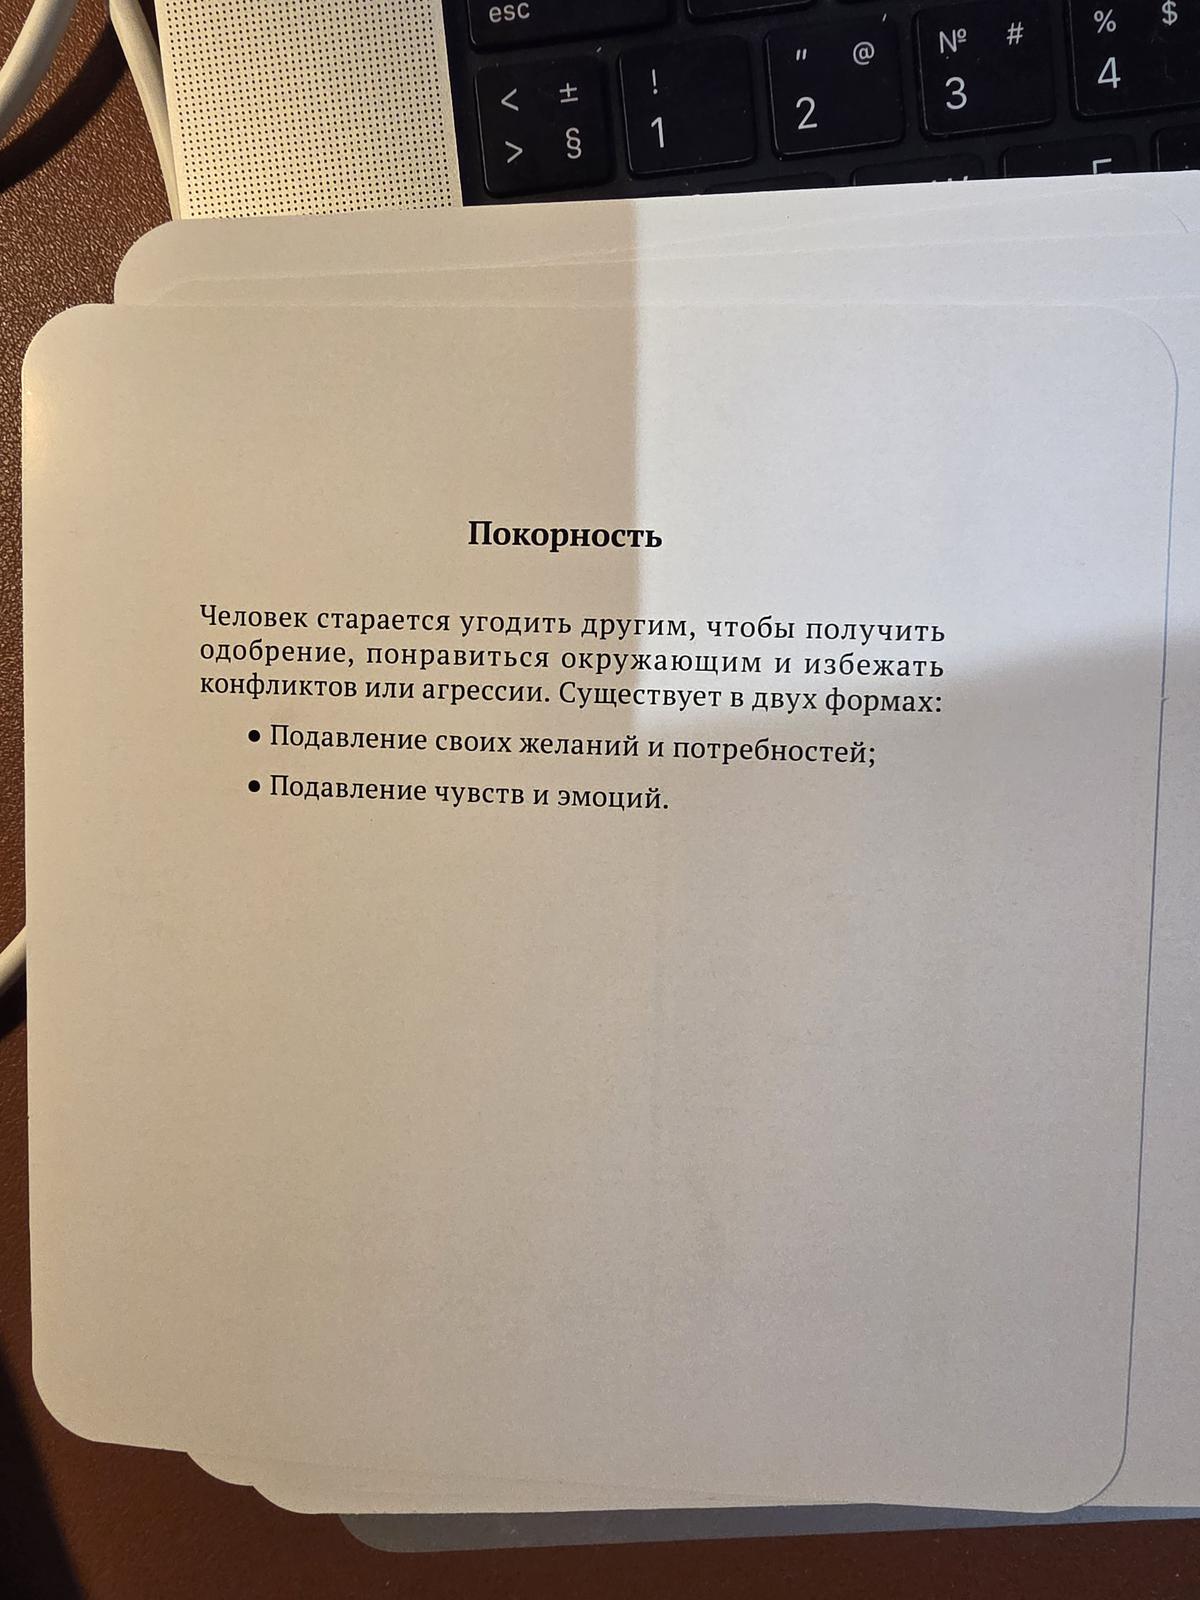 esc
< ± ! " @ № # % $
> § 1 2 3 4
Покорность
Человек старается угодить другим, чтобы получить
одобрение, понравиться окружающим и избежать
конфликтов или агрессии. Существует в двух формах:
● Подавление своих желаний и потребностей;
● Подавление чувств и эмоций.